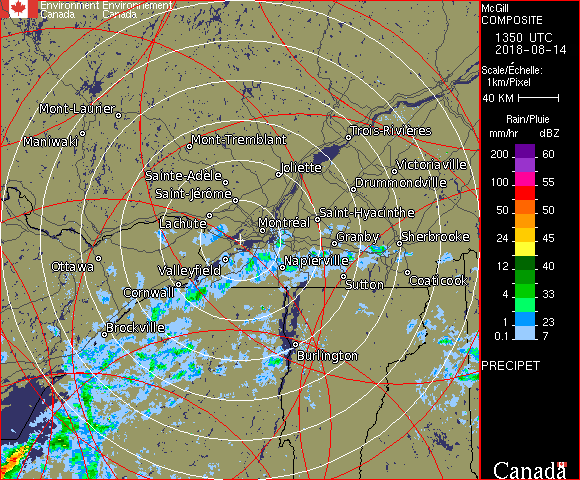 Environment Environnement
Canada Canada
McGill
COMPOSITE
1350 UTC
2018-08-14
Scale/Échelle:
1km/Pixel
40 KM
Rain/Pluie
mm/hr dBZ
200 60
100 55
50 50
24 45
12 40
4 33
1 23
0.1 7
PRECIPET
Mont-Laurier
Maniwaki
Mont-Tremblant
Trois-Rivières
Sainte-Adèle
Joliette
Victoriaville
Saint-Jérôme
Drummondville
Lachute
Montréal
Saint-Hyacinthe
Granby
Sherbrooke
Ottawa
Valleyfield
Napierville
Cornwall
Sutton
Coaticook
Brockville
Burlington
Canada